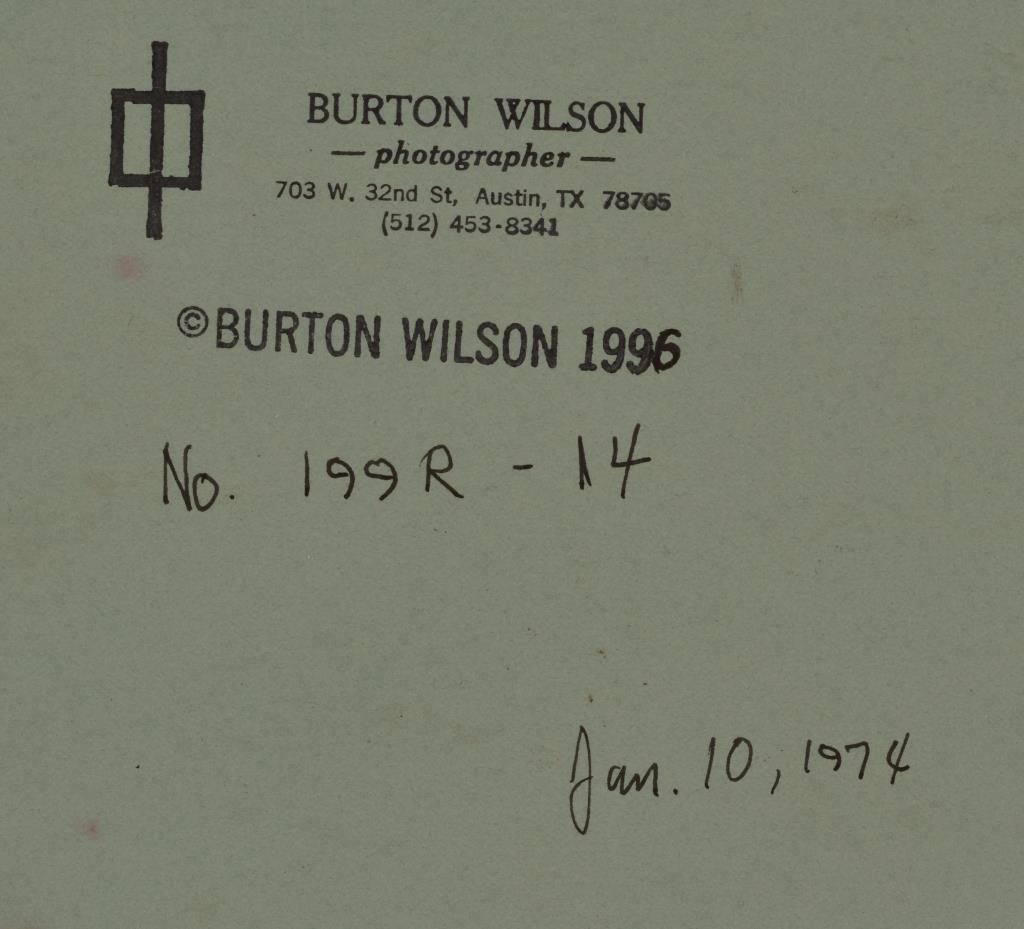 BURTON WILSON
— photographer —
703 W. 32nd St, Austin, TX 78705
(512) 453-8341
©BURTON WILSON 1996
No. 199R - 14
Jan. 10, 1974